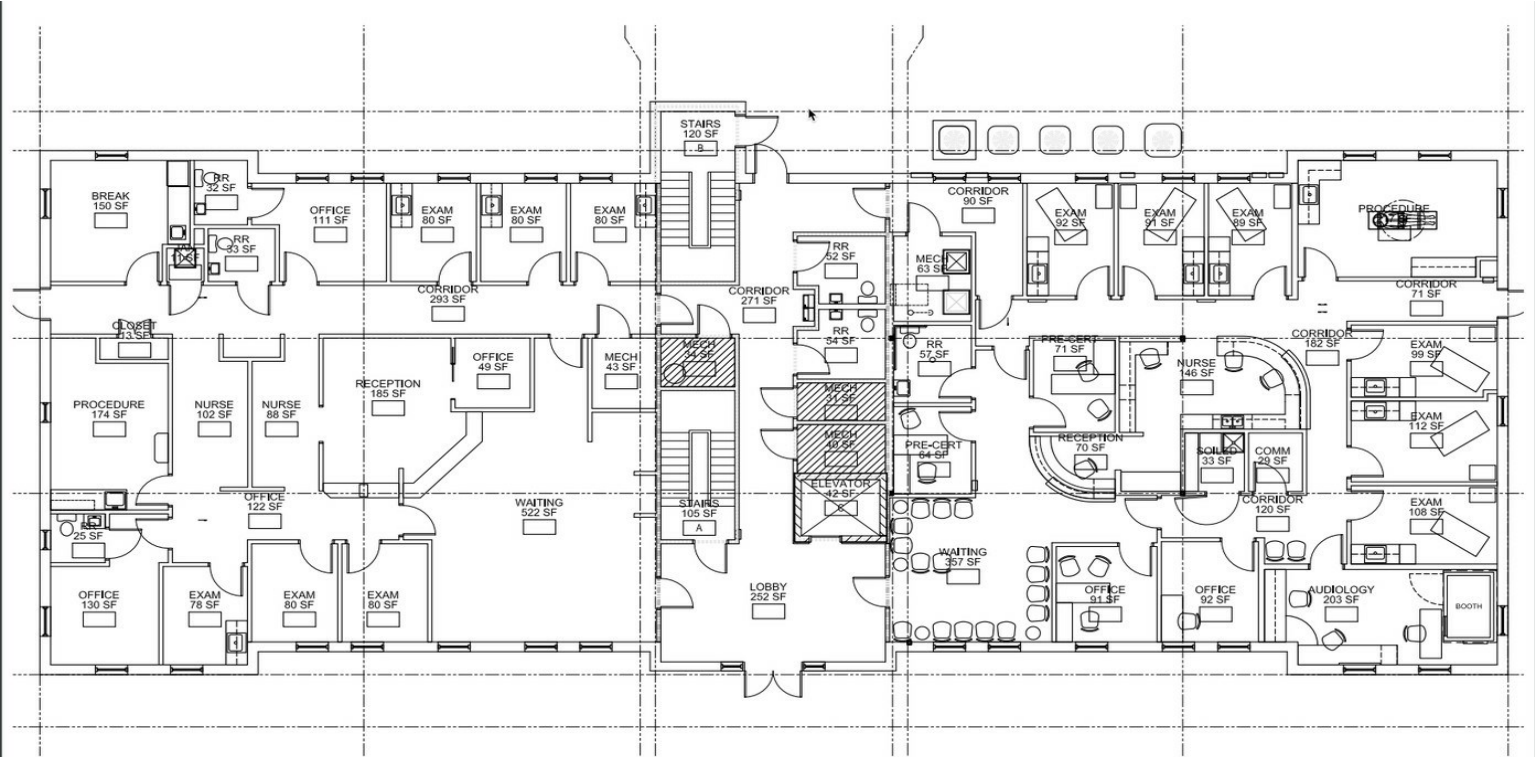 STAIRS
120 SF
B
BREAK
150 SF
RR
32 SF
OFFICE
111 SF
EXAM
80 SF
EXAM
80 SF
EXAM
80 SF
RR
33 SF
11 SF
CORRIDOR
293 SF
CLOSET
13 SF
RR
52 SF
CORRIDOR
271 SF
RR
54 SF
MECH
34 SF
MECH
31 SF
MECH
40 SF
ELEVATOR
42 SF
C
STAIRS
105 SF
A
LOBBY
252 SF
MECH
43 SF
OFFICE
49 SF
RECEPTION
185 SF
PROCEDURE
174 SF
NURSE
102 SF
NURSE
88 SF
OFFICE
122 SF
WAITING
522 SF
25 SF
OFFICE
130 SF
EXAM
78 SF
EXAM
80 SF
EXAM
80 SF
CORRIDOR
90 SF
EXAM
92 SF
EXAM
91 SF
EXAM
89 SF
PROCEDURE
MECH
63 SF
CORRIDOR
71 SF
CORRIDOR
182 SF
RR
57 SF
PRE-CERT
71 SF
NURSE
146 SF
EXAM
99 SF
EXAM
112 SF
PRE-CERT
64 SF
RECEPTION
70 SF
SOILED
33 SF
COMM
29 SF
CORRIDOR
120 SF
EXAM
108 SF
WAITING
357 SF
OFFICE
91 SF
OFFICE
92 SF
AUDIOLOGY
203 SF
BOOTH